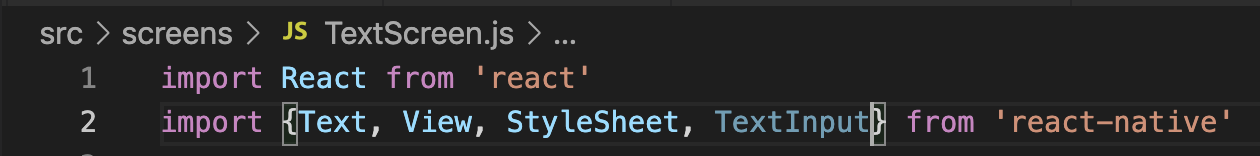 src > screens > JS TextScreen.js > ...
1 import React from 'react'
2 import {Text, View, StyleSheet, TextInput} from 'react-native'